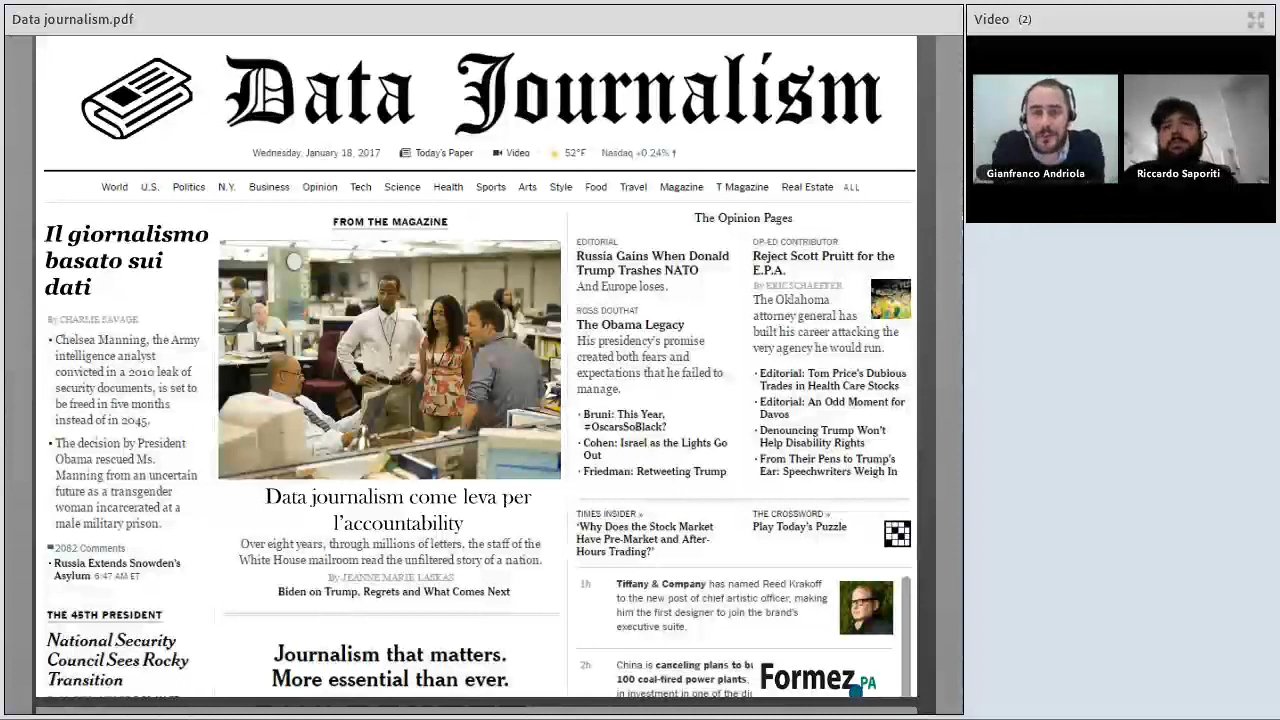 Data journalism.pdf
Video (2)
Data Journalism
Wednesday, January 18, 2017 Today's Paper Video 52°F Nasdaq +0.24% ↑
World U.S. Politics N.Y. Business Opinion Tech Science Health Sports Arts Style Food Travel Magazine T Magazine Real Estate ALL
Il giornalismo
basato sui
dati
By CHARLIE SAVAGE
• Chelsea Manning, the Army
intelligence analyst
convicted in a 2010 leak of
security documents, is set to
be freed in five months
instead of in 2045.
• The decision by President
Obama rescued Ms.
Manning from an uncertain
future as a transgender
woman incarcerated at a
male military prison.
2082 Comments
• Russia Extends Snowden's
Asylum 6:47 AM ET
THE 45TH PRESIDENT
National Security
Council Sees Rocky
Transition
FROM THE MAGAZINE
Data journalism come leva per
l'accountability
Over eight years, through millions of letters, the staff of the
White House mailroom read the unfiltered story of a nation.
By JEANNE MARIE LASKAS
Biden on Trump, Regrets and What Comes Next
Journalism that matters.
More essential than ever.
The Opinion Pages
EDITORIAL
Russia Gains When Donald
Trump Trashes NATO
And Europe loses.
ROSS DOUTHAT
The Obama Legacy
His presidency's promise
created both fears and
expectations that he failed to
manage.
• Bruni: This Year,
#OscarsSoBlack?
• Cohen: Israel as the Lights Go
Out
• Friedman: Retweeting Trump
OP-ED CONTRIBUTOR
Reject Scott Pruitt for the
E.P.A.
By ERIC SCHAEFFER
The Oklahoma
attorney general has
built his career attacking the
very agency he would run.
• Editorial: Tom Price's Dubious
Trades in Health Care Stocks
• Editorial: An Odd Moment for
Davos
• Denouncing Trump Won't
Help Disability Rights
• From Their Pens to Trump's
Ear: Speechwriters Weigh In
TIMES INSIDER »
'Why Does the Stock Market
Have Pre-Market and After-
Hours Trading?'
THE CROSSWORD »
Play Today's Puzzle
1h Tiffany & Company has named Reed Krakoff
to the new post of chief artistic officer, making
him the first designer to join the brand's
executive suite.
2h China is canceling plans to
100 coal-fired power plants,
in investment in one of the
Formez PA
Gianfranco Andriola
Riccardo Saporiti